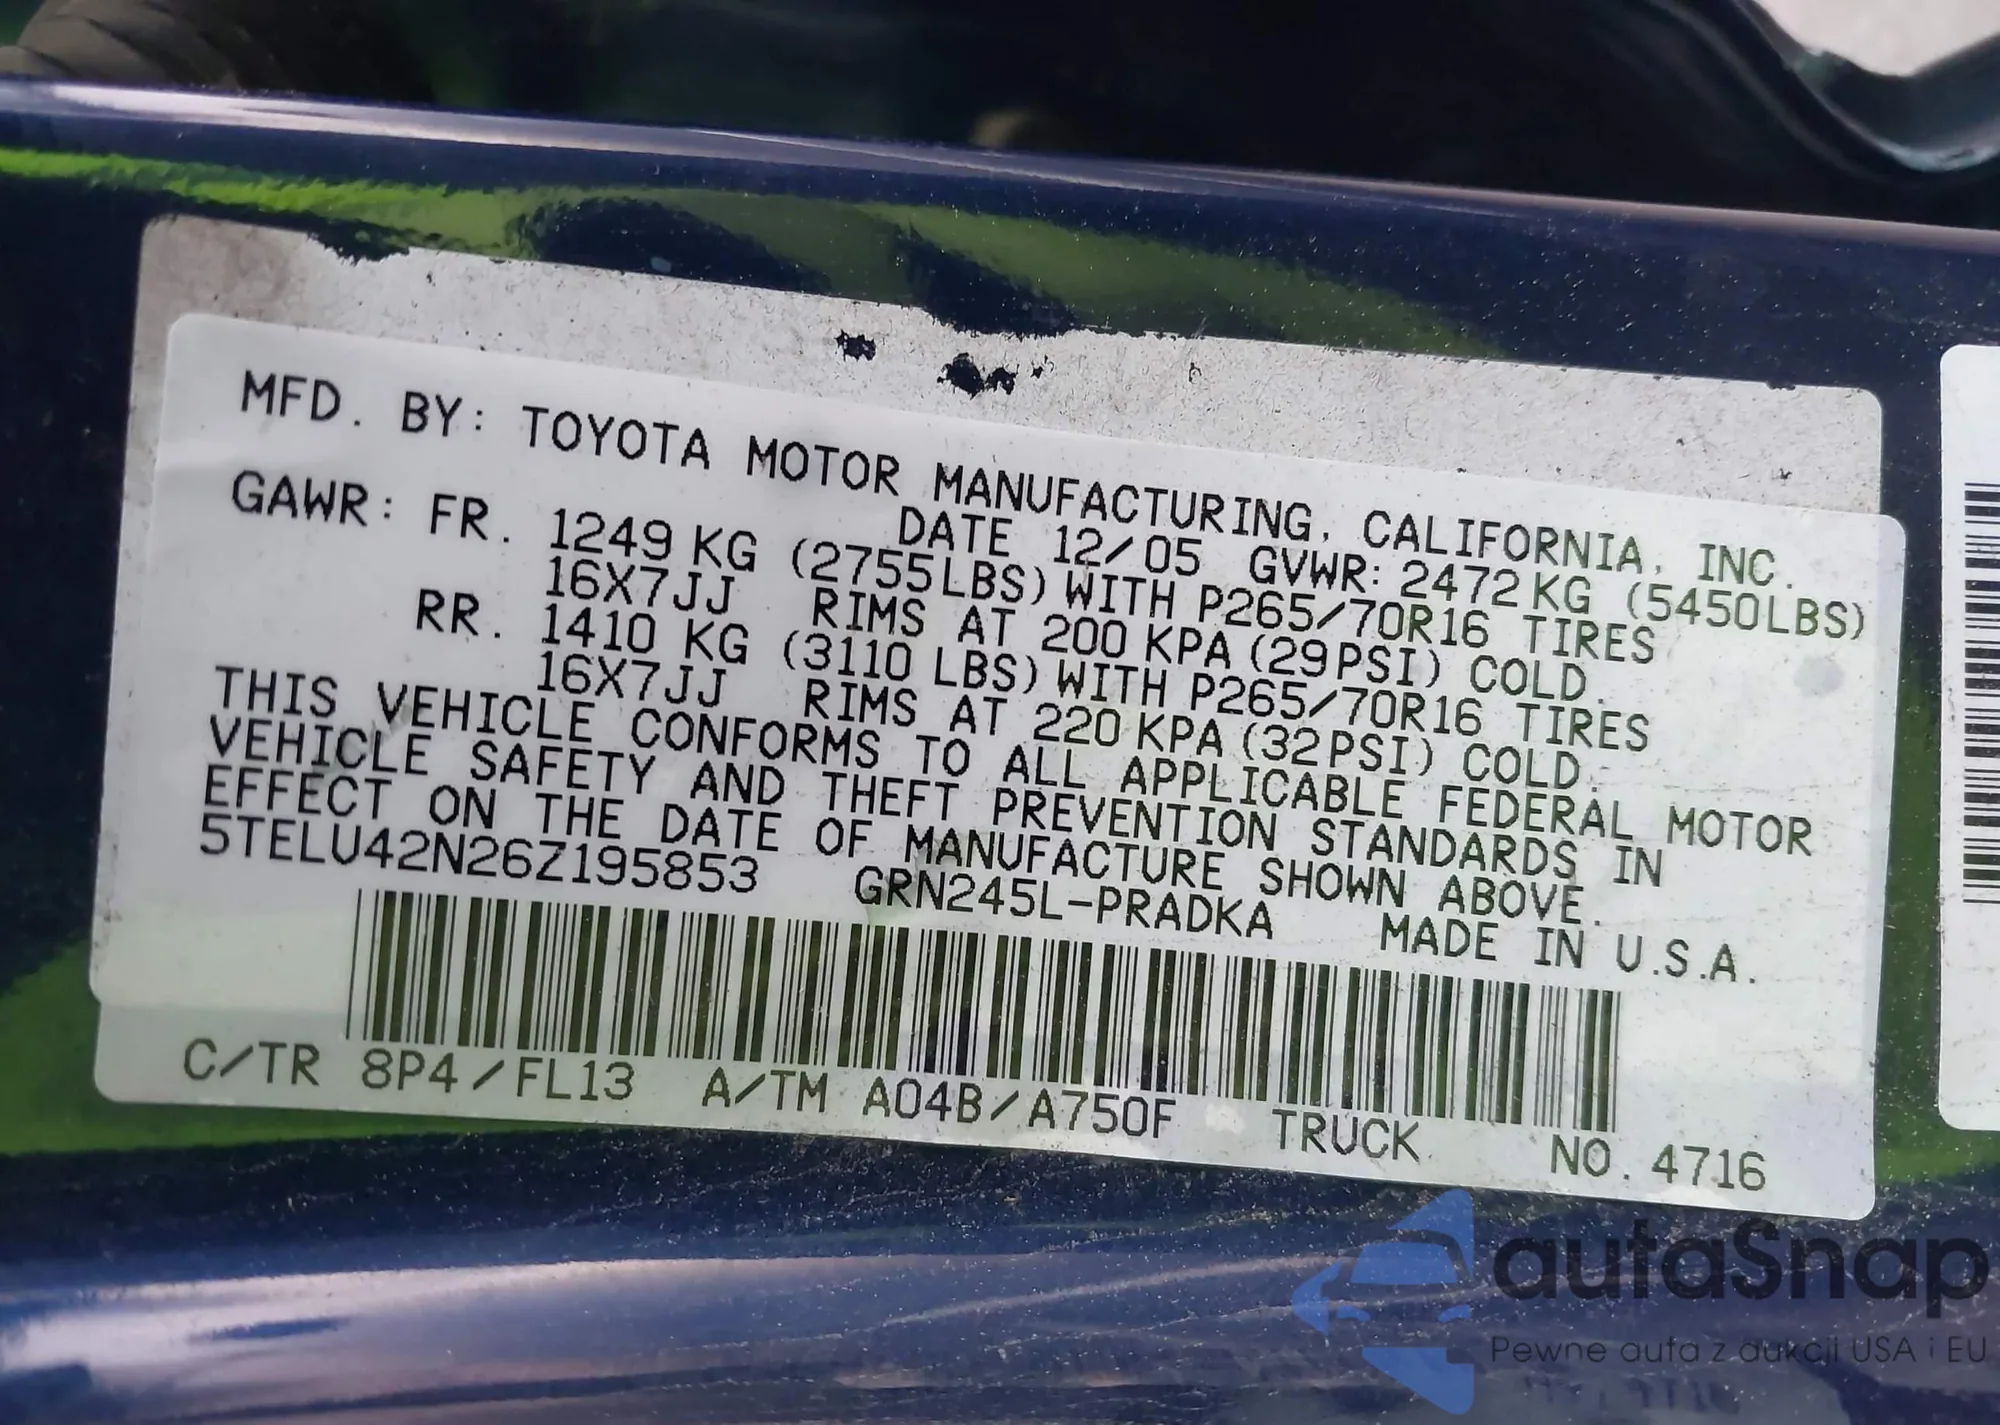 MFD. BY: TOYOTA MOTOR MANUFACTURING, CALIFORNIA, INC.
DATE 12/05 GVWR: 2472KG (5450LBS)
GAWR: FR. 1249 KG (2755LBS) WITH P265/70R16 TIRES
16X7JJ RIMS AT 200 KPA (29PSI) COLD.
RR. 1410 KG (3110 LBS) WITH P265/70R16 TIRES
16X7JJ RIMS AT 220 KPA (32PSI) COLD.
THIS VEHICLE CONFORMS TO ALL APPLICABLE FEDERAL MOTOR
VEHICLE SAFETY AND THEFT PREVENTION STANDARDS IN
EFFECT ON THE DATE OF MANUFACTURE SHOWN ABOVE.
5TELU42N26Z195853 GRN245L-PRADKA MADE IN U.S.A.
C/TR 8P4/FL13 A/TM A04B/A750F TRUCK NO. 4716
autaSnap
Pewne auta z aukcji USA i EU